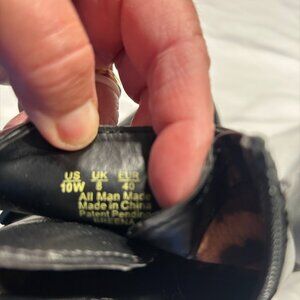 US UK EUR
10W 8 40
All Man Made
Made in China
Patent Pending